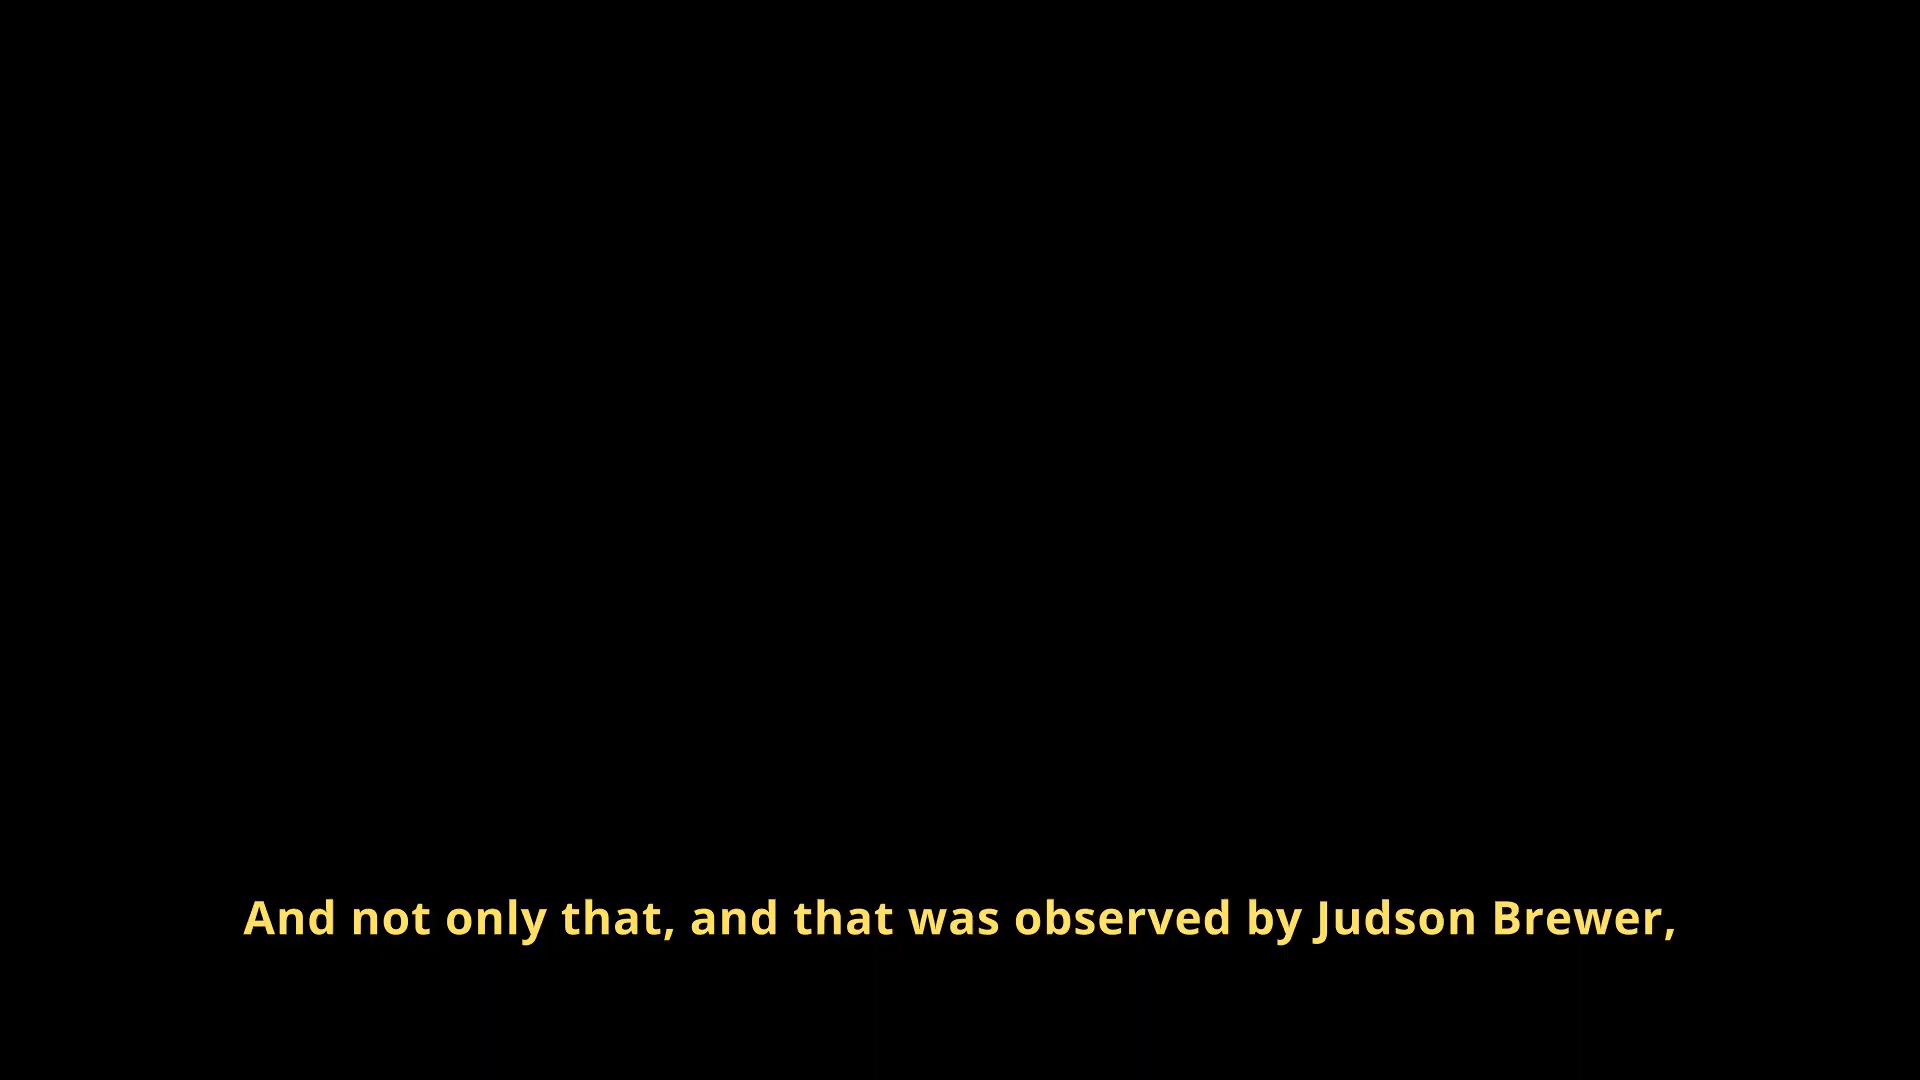 And not only that, and that was observed by Judson Brewer,